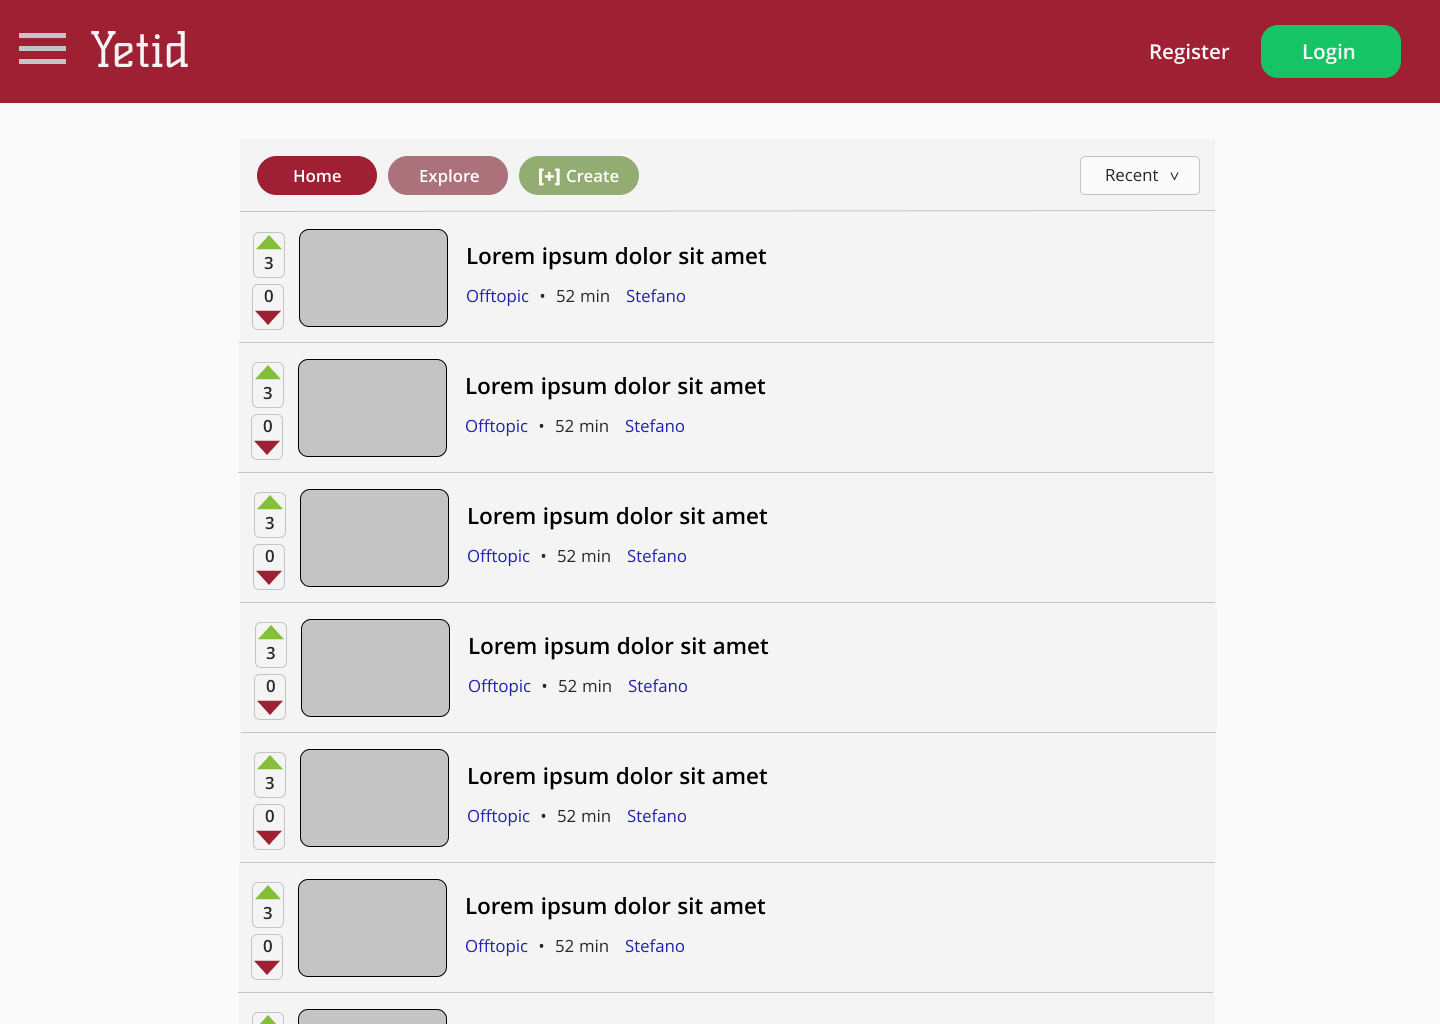 Yetid
Register
Login
Home
Explore
[+] Create
Recent v
3
0
Lorem ipsum dolor sit amet
Offtopic • 52 min Stefano
3
0
Lorem ipsum dolor sit amet
Offtopic • 52 min Stefano
3
0
Lorem ipsum dolor sit amet
Offtopic • 52 min Stefano
3
0
Lorem ipsum dolor sit amet
Offtopic • 52 min Stefano
3
0
Lorem ipsum dolor sit amet
Offtopic • 52 min Stefano
3
0
Lorem ipsum dolor sit amet
Offtopic • 52 min Stefano